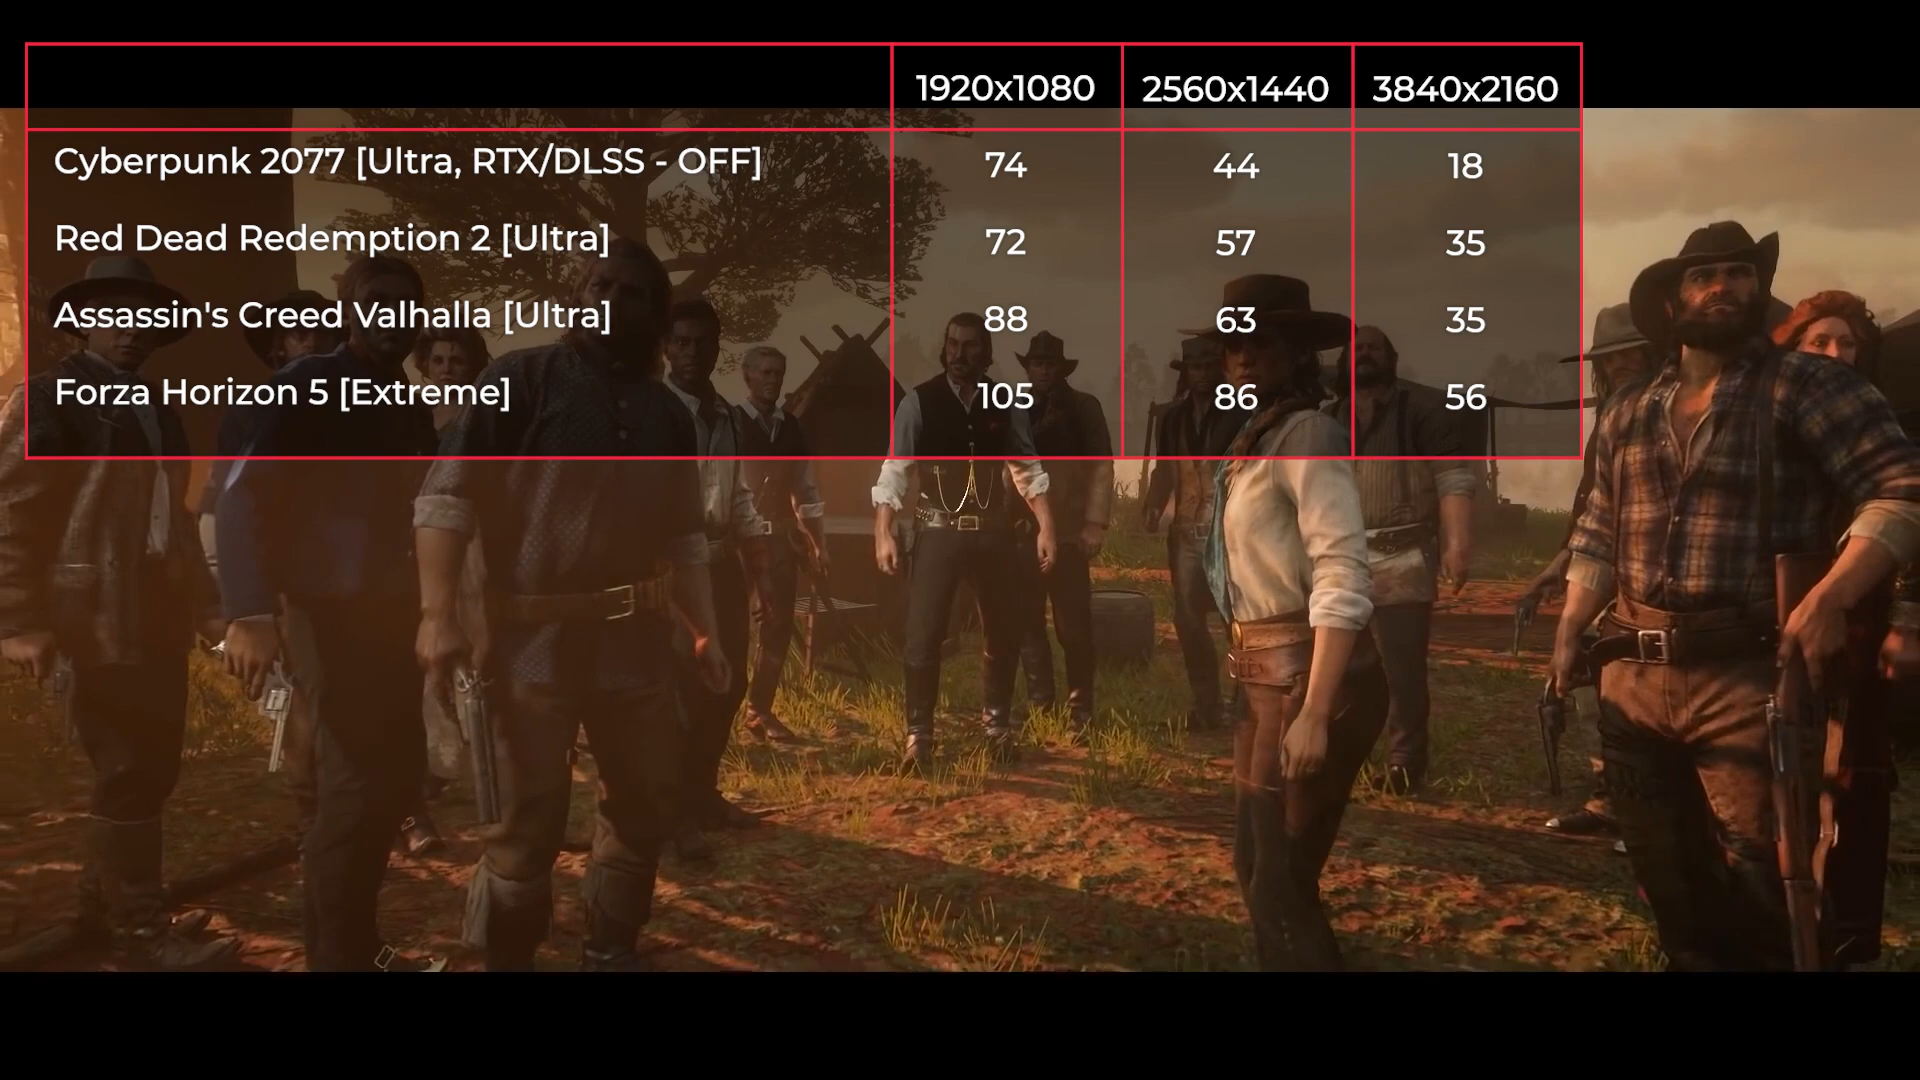 1920x1080 2560x1440 3840x2160
Cyberpunk 2077 [Ultra, RTX/DLSS - OFF] 74 44 18
Red Dead Redemption 2 [Ultra] 72 57 35
Assassin's Creed Valhalla [Ultra] 88 63 35
Forza Horizon 5 [Extreme] 105 86 56